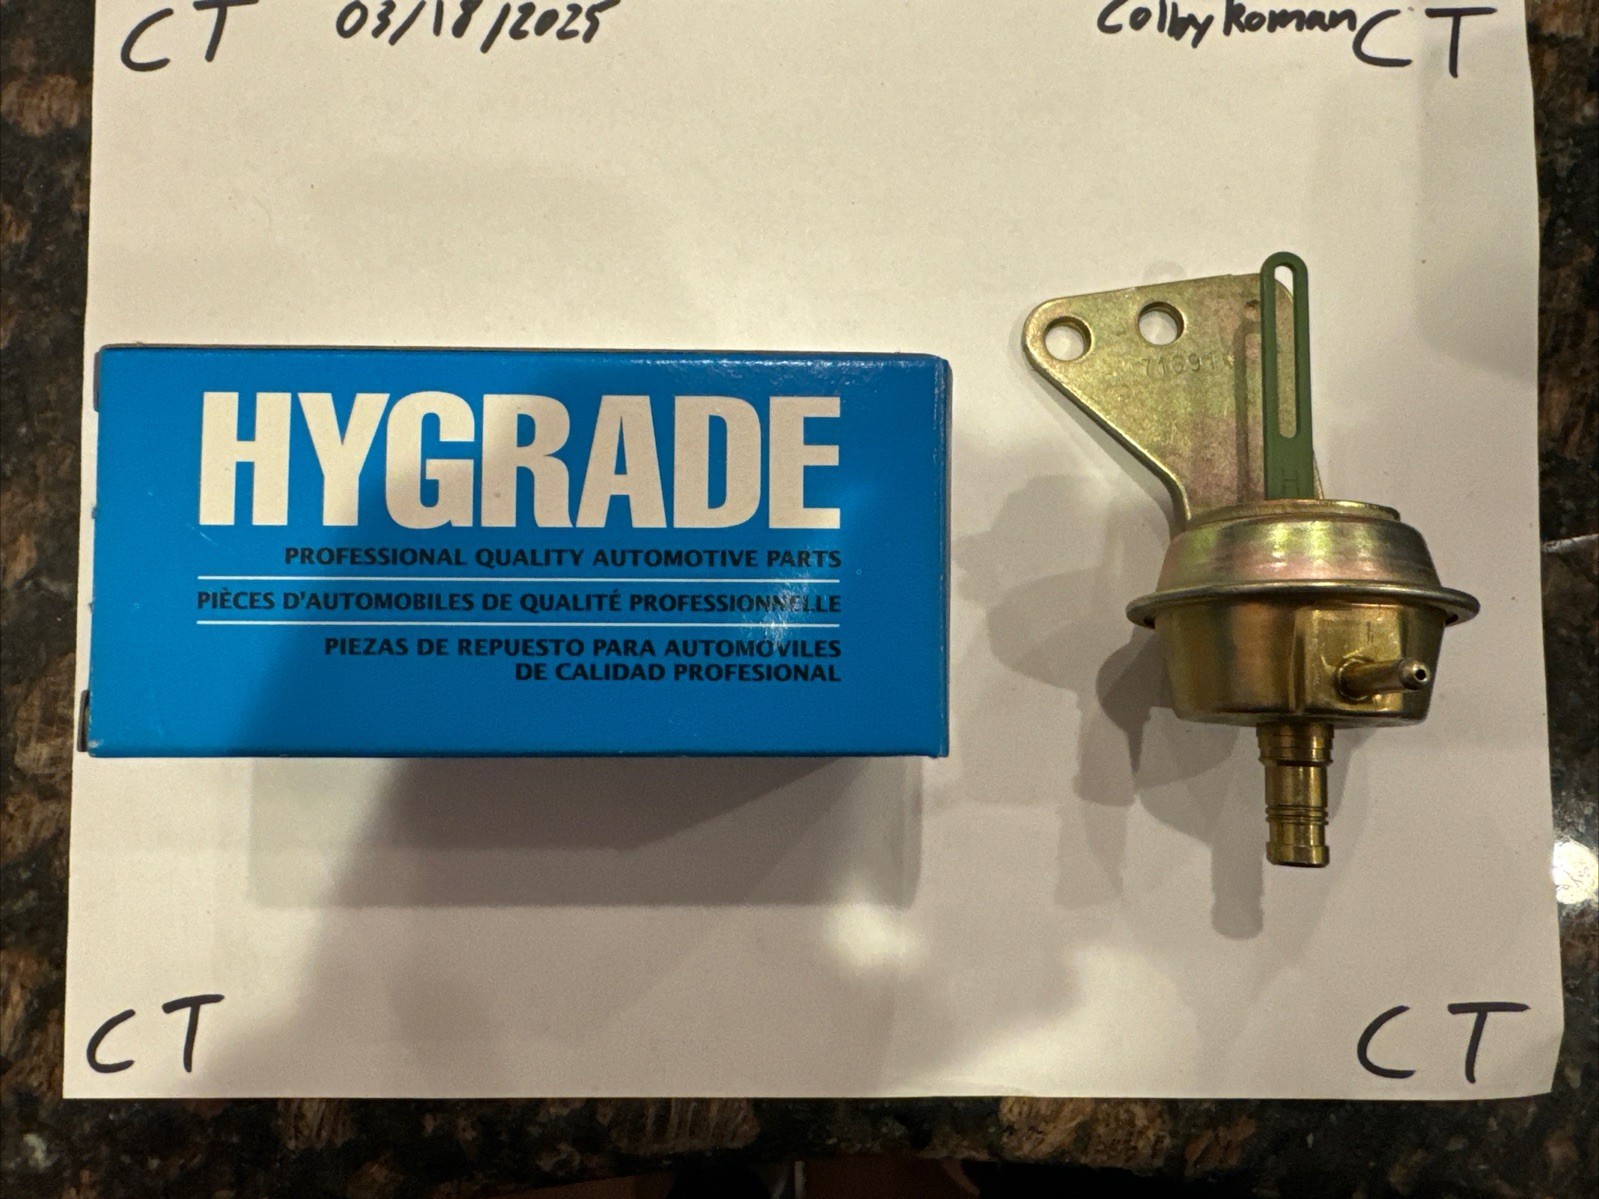 CT 03/18/2025 Colby Roman CT
HYGRADE
PROFESSIONAL QUALITY AUTOMOTIVE PARTS
PIÈCES D'AUTOMOBILES DE QUALITÉ PROFESSIONNELLE
PIEZAS DE REPUESTO PARA AUTOMÓVILES
DE CALIDAD PROFESIONAL
CT CT